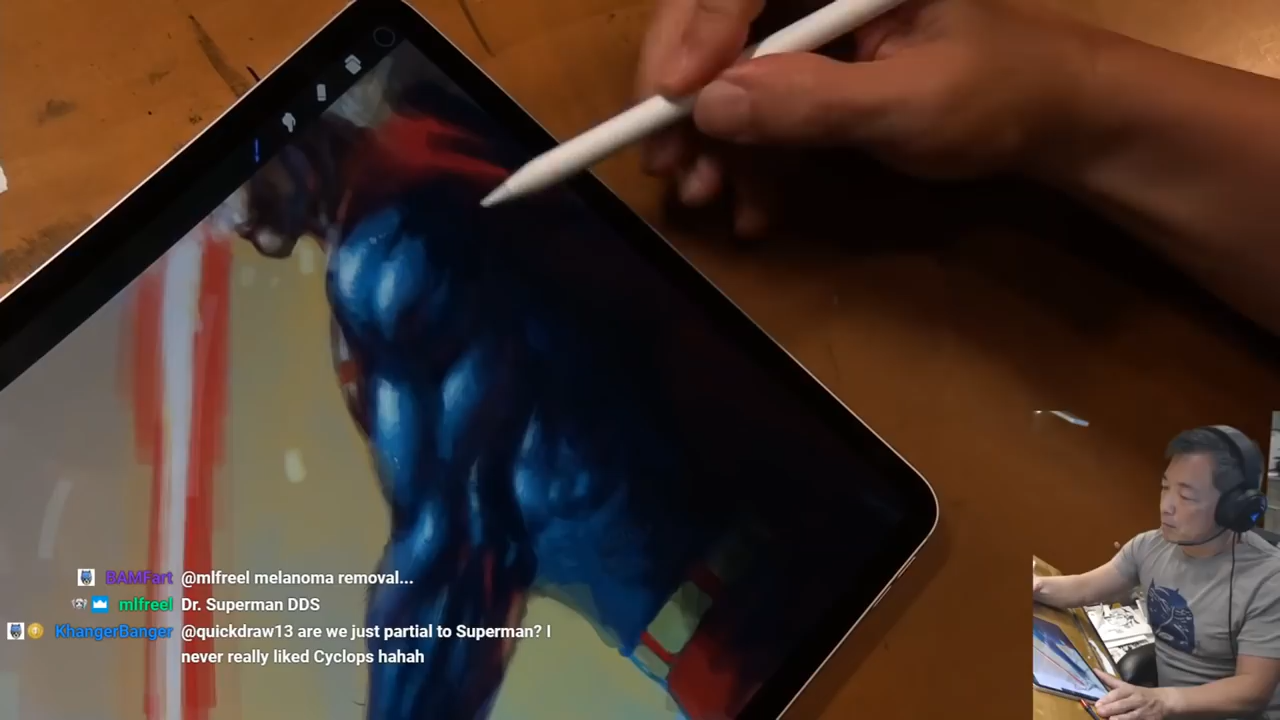 BAMFart @mlfreel melanoma removal...
mlfreel Dr. Superman DDS
KhangerBanger @quickdraw13 are we just partial to Superman? I
never really liked Cyclops hahah